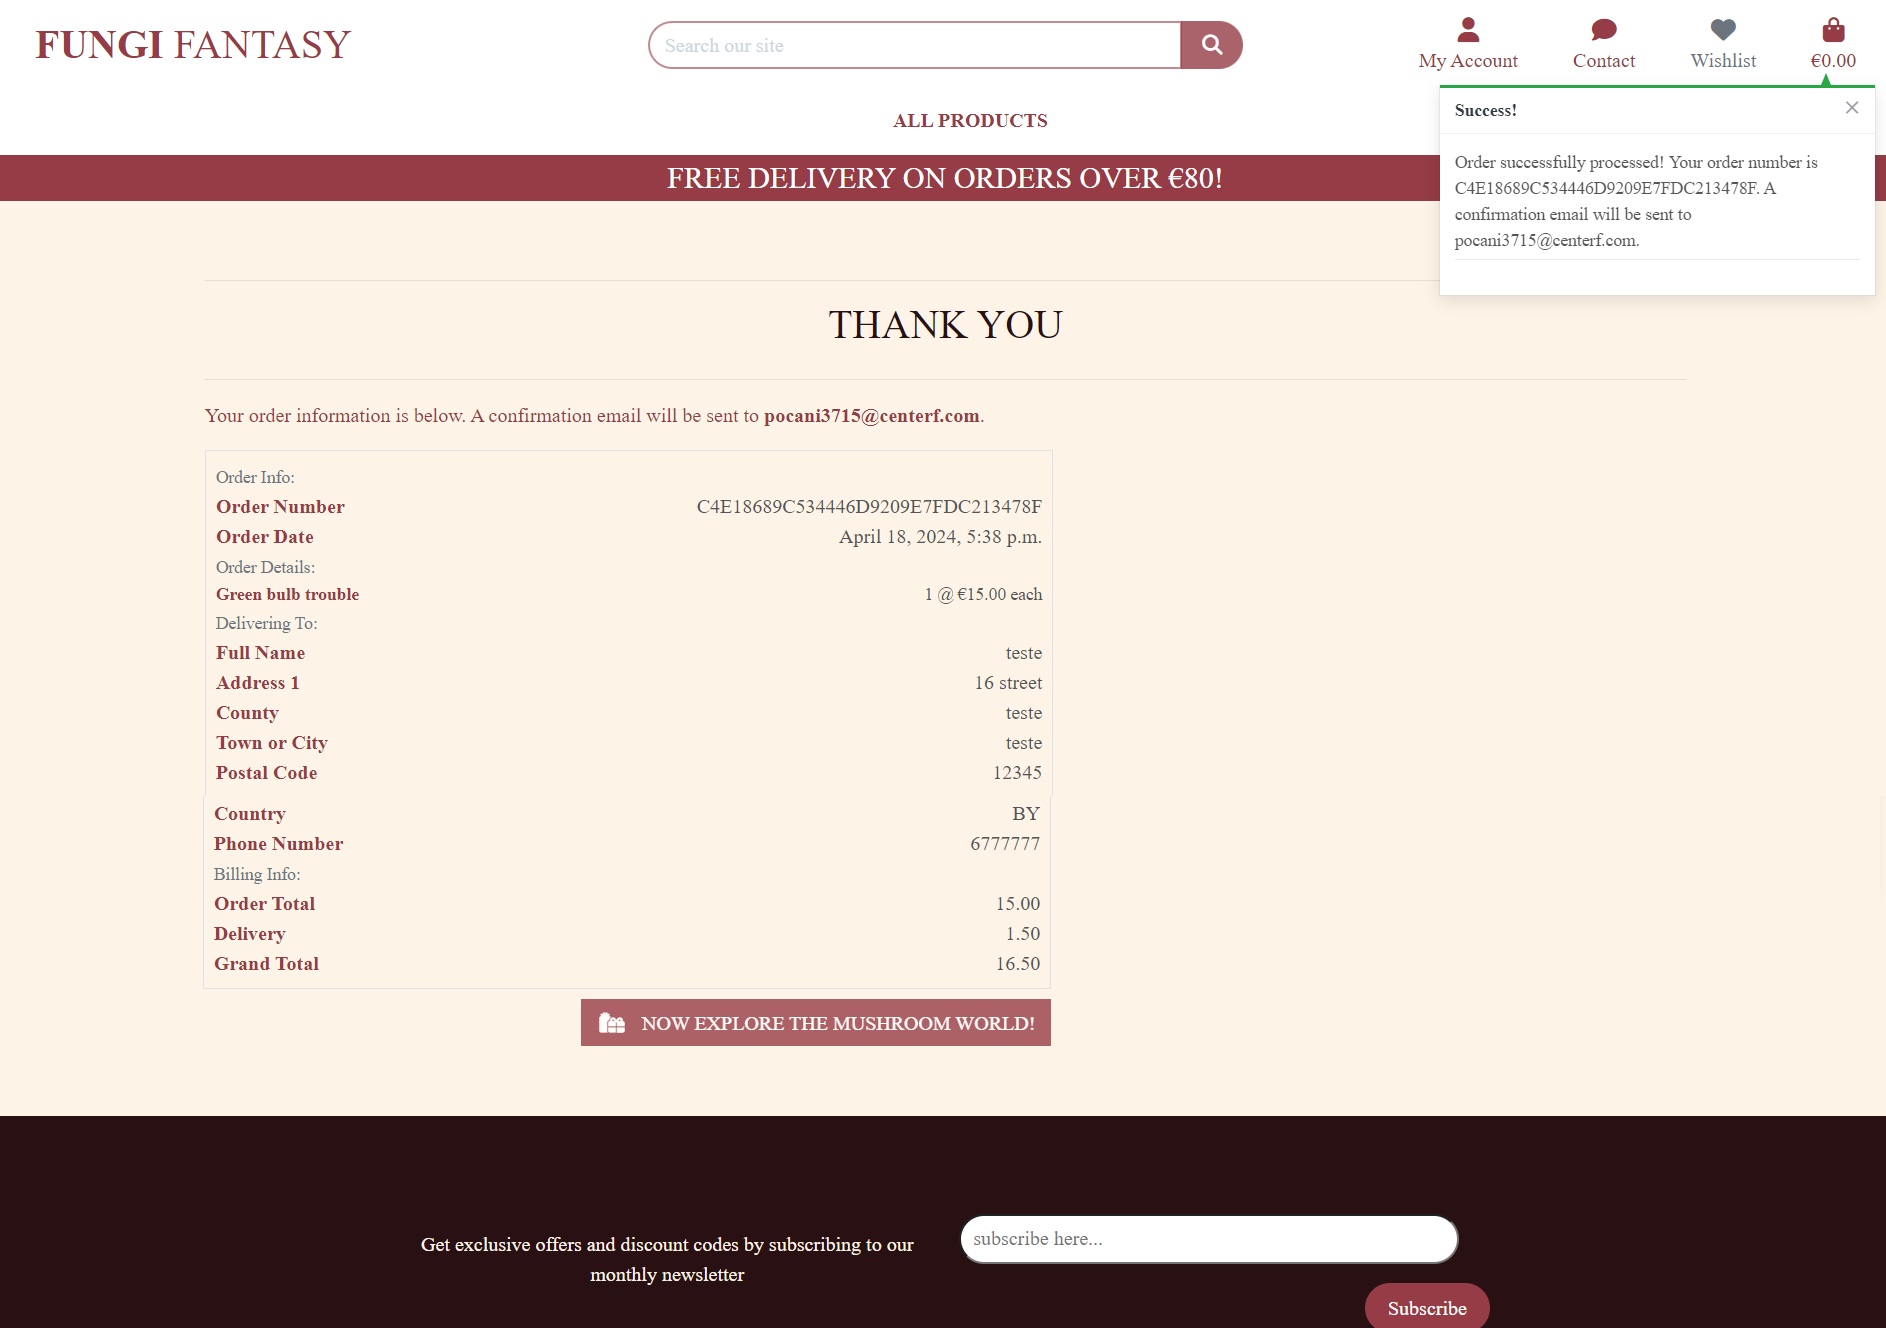 FUNGI FANTASY
Search our site
My Account
Contact
Wishlist
€0.00
ALL PRODUCTS
FREE DELIVERY ON ORDERS OVER €80!
Success!
Order successfully processed! Your order number is
C4E18689C534446D9209E7FDC213478F. A
confirmation email will be sent to
pocani3715@centerf.com.
THANK YOU
Your order information is below. A confirmation email will be sent to pocani3715@centerf.com.
Order Info:
Order Number C4E18689C534446D9209E7FDC213478F
Order Date April 18, 2024, 5:38 p.m.
Order Details:
Green bulb trouble 1 @ €15.00 each
Delivering To:
Full Name teste
Address 1 16 street
County teste
Town or City teste
Postal Code 12345
Country BY
Phone Number 6777777
Billing Info:
Order Total 15.00
Delivery 1.50
Grand Total 16.50
NOW EXPLORE THE MUSHROOM WORLD!
Get exclusive offers and discount codes by subscribing to our
monthly newsletter
subscribe here...
Subscribe